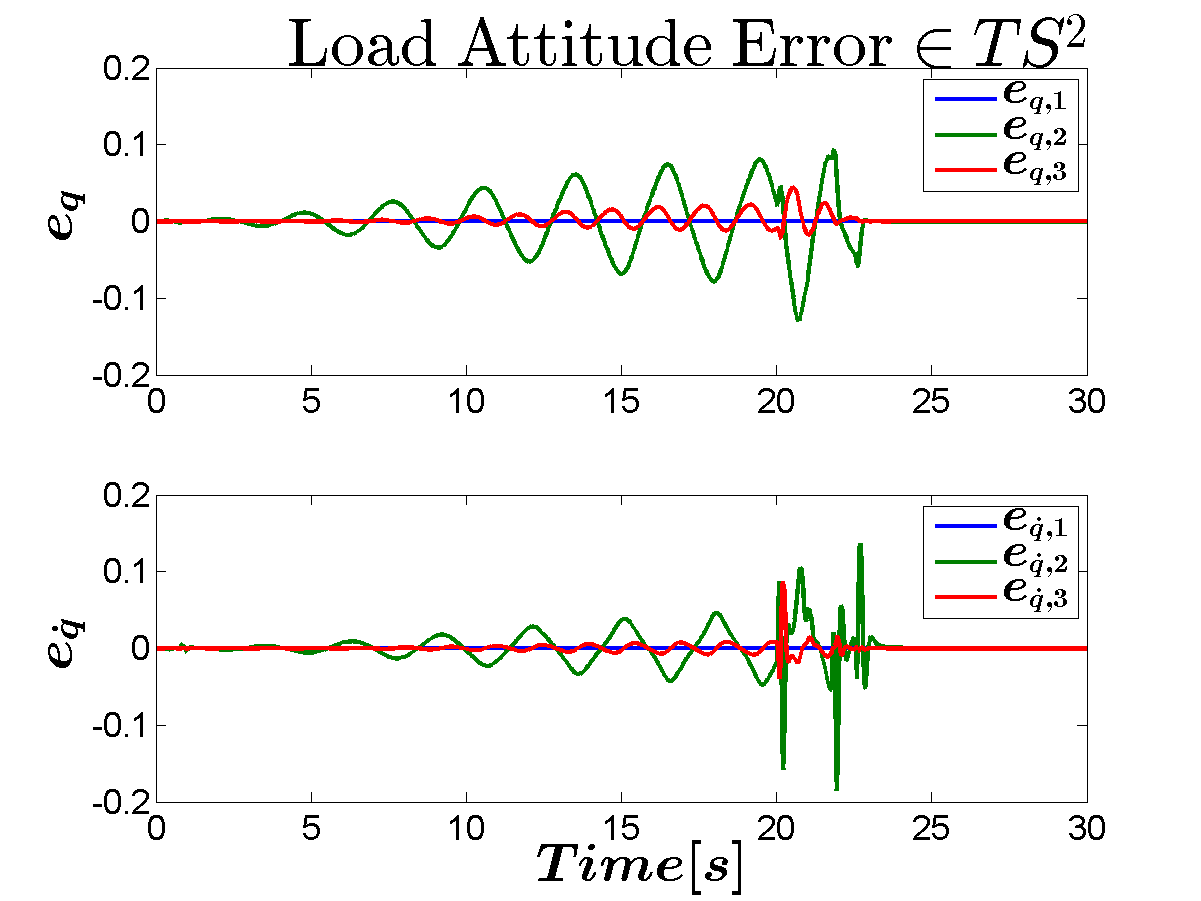 Load Attitude Error ∈ TS²
0.2
0.1
0
-0.1
-0.2
e_q
e_{q,1}
e_{q,2}
e_{q,3}
0 5 10 15 20 25 30
0.2
0.1
0
-0.1
-0.2
e_{q̇}
e_{q̇,1}
e_{q̇,2}
e_{q̇,3}
0 5 10 15 20 25 30
Time[s]